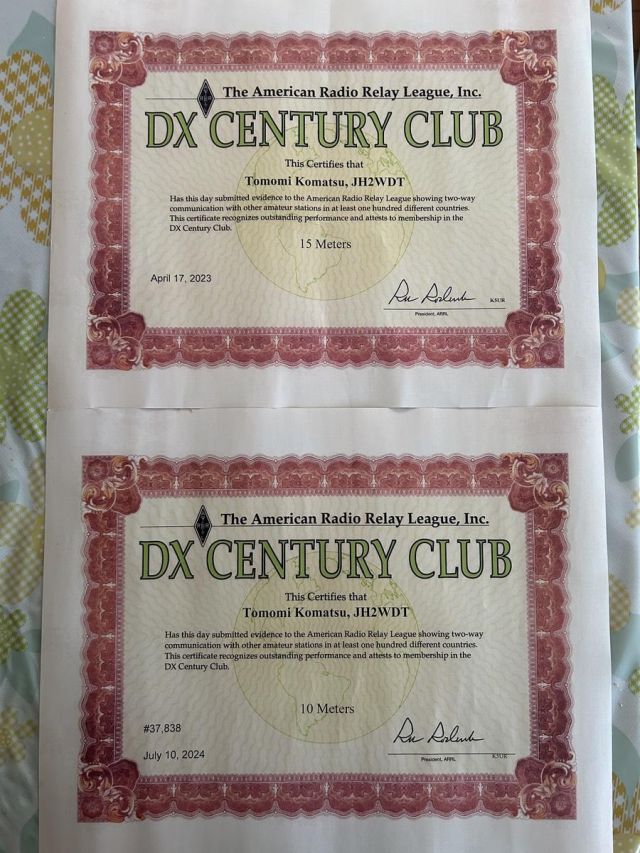 The American Radio Relay League, Inc.
DX CENTURY CLUB
This Certifies that
Tomomi Komatsu, JH2WDT
Has this day submitted evidence to the American Radio Relay League showing two-way
communication with other amateur stations in at least one hundred different countries.
This certificate recognizes outstanding performance and attests to membership in the
DX Century Club.
15 Meters
April 17, 2023
K5UR
President, ARRL
The American Radio Relay League, Inc.
DX CENTURY CLUB
This Certifies that
Tomomi Komatsu, JH2WDT
Has this day submitted evidence to the American Radio Relay League showing two-way
communication with other amateur stations in at least one hundred different countries.
This certificate recognizes outstanding performance and attests to membership in the
DX Century Club.
10 Meters
#37,838
July 10, 2024
K5UR
President, ARRL